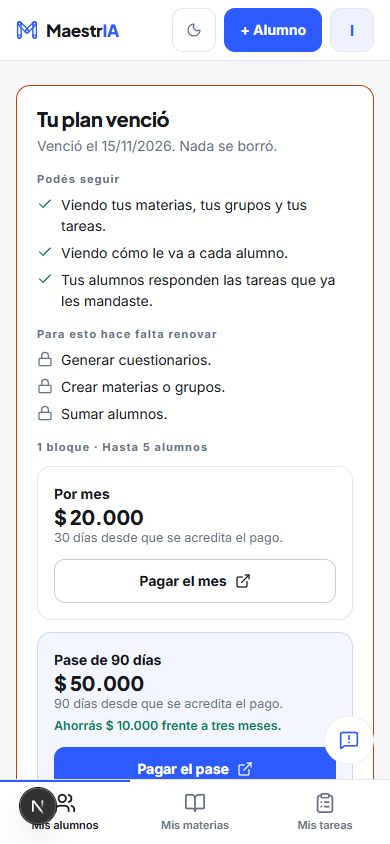 MaestrIA
+ Alumno
I
Tu plan venció
Venció el 15/11/2026. Nada se borró.
Podés seguir
Viendo tus materias, tus grupos y tus
tareas.
Viendo cómo le va a cada alumno.
Tus alumnos responden las tareas que ya
les mandaste.
Para esto hace falta renovar
Generar cuestionarios.
Crear materias o grupos.
Sumar alumnos.
1 bloque · Hasta 5 alumnos
Por mes
$ 20.000
30 días desde que se acredita el pago.
Pagar el mes
Pase de 90 días
$ 50.000
90 días desde que se acredita el pago.
Ahorrás $ 10.000 frente a tres meses.
Pagar el pase
N
Mis alumnos
Mis materias
Mis tareas